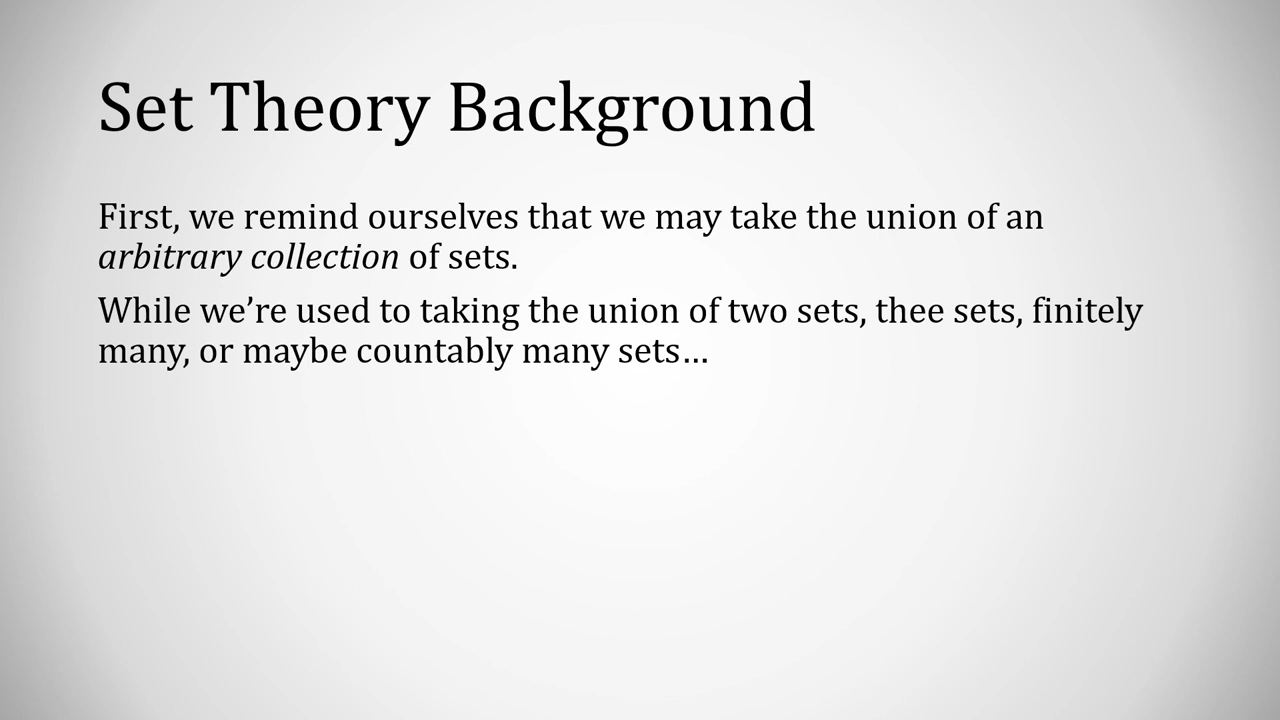 Set Theory Background
First, we remind ourselves that we may take the union of an
arbitrary collection of sets.
While we’re used to taking the union of two sets, thee sets, finitely
many, or maybe countably many sets…